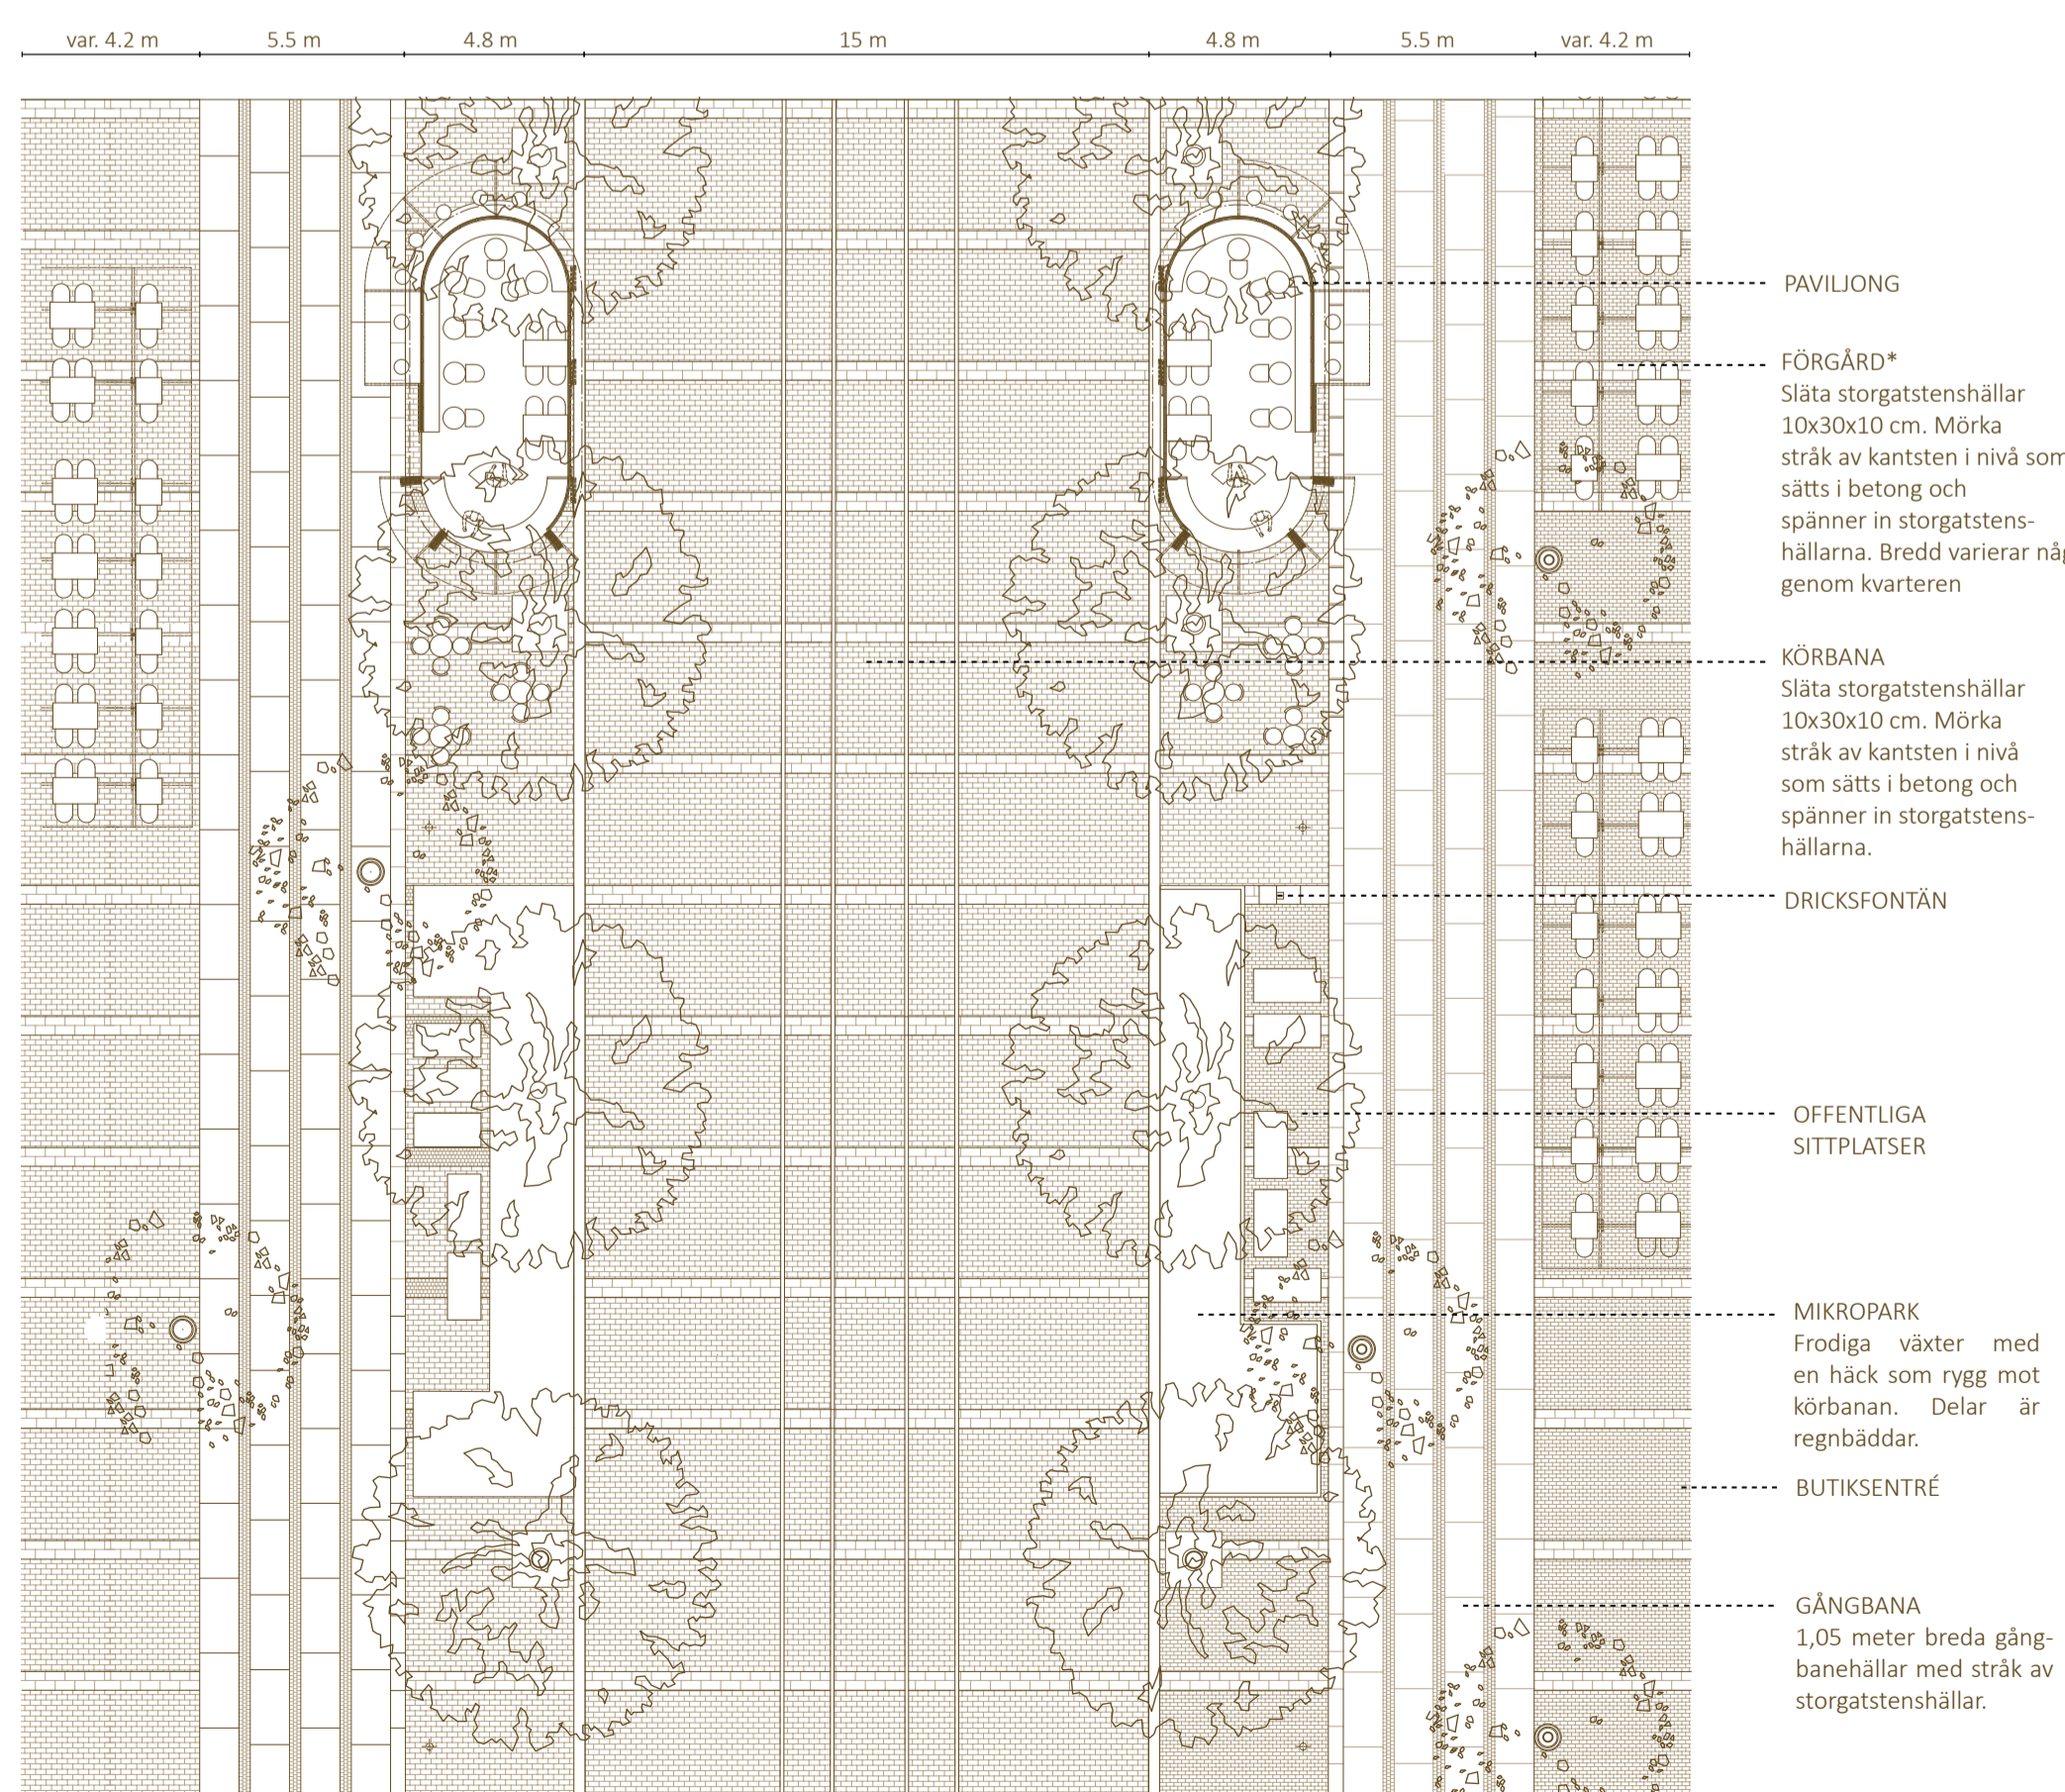 var. 4.2 m 5.5 m 4.8 m 15 m 4.8 m 5.5 m var. 4.2 m
PAVILJONG
FÖRGÅRD*
Släta storgatstenshällar
10x30x10 cm. Mörka
stråk av kantsten i nivå som
sätts i betong och
spänner in storgatstens-
hällarna. Bredd varierar
genom kvarteren
KÖRBANA
Släta storgatstenshällar
10x30x10 cm. Mörka
stråk av kantsten i nivå
som sätts i betong och
spänner in storgatstens-
hällarna.
DRICKSFONTÄN
OFFENTLIGA
SITTPLATSER
MIKROPARK
Frodiga växter med
en häck som rygg mot
körbanan. Delar är
regnbäddar.
BUTIKSENTRÉ
GÅNGBANA
1,05 meter breda gång-
banehällar med stråk av
storgatstenshällar.